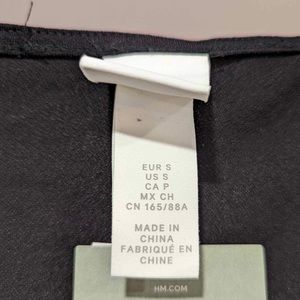 EUR S
US S
CA P
MX CH
CN 165/88A
MADE IN
CHINA
FABRIQUÉ EN
CHINE
HM.COM